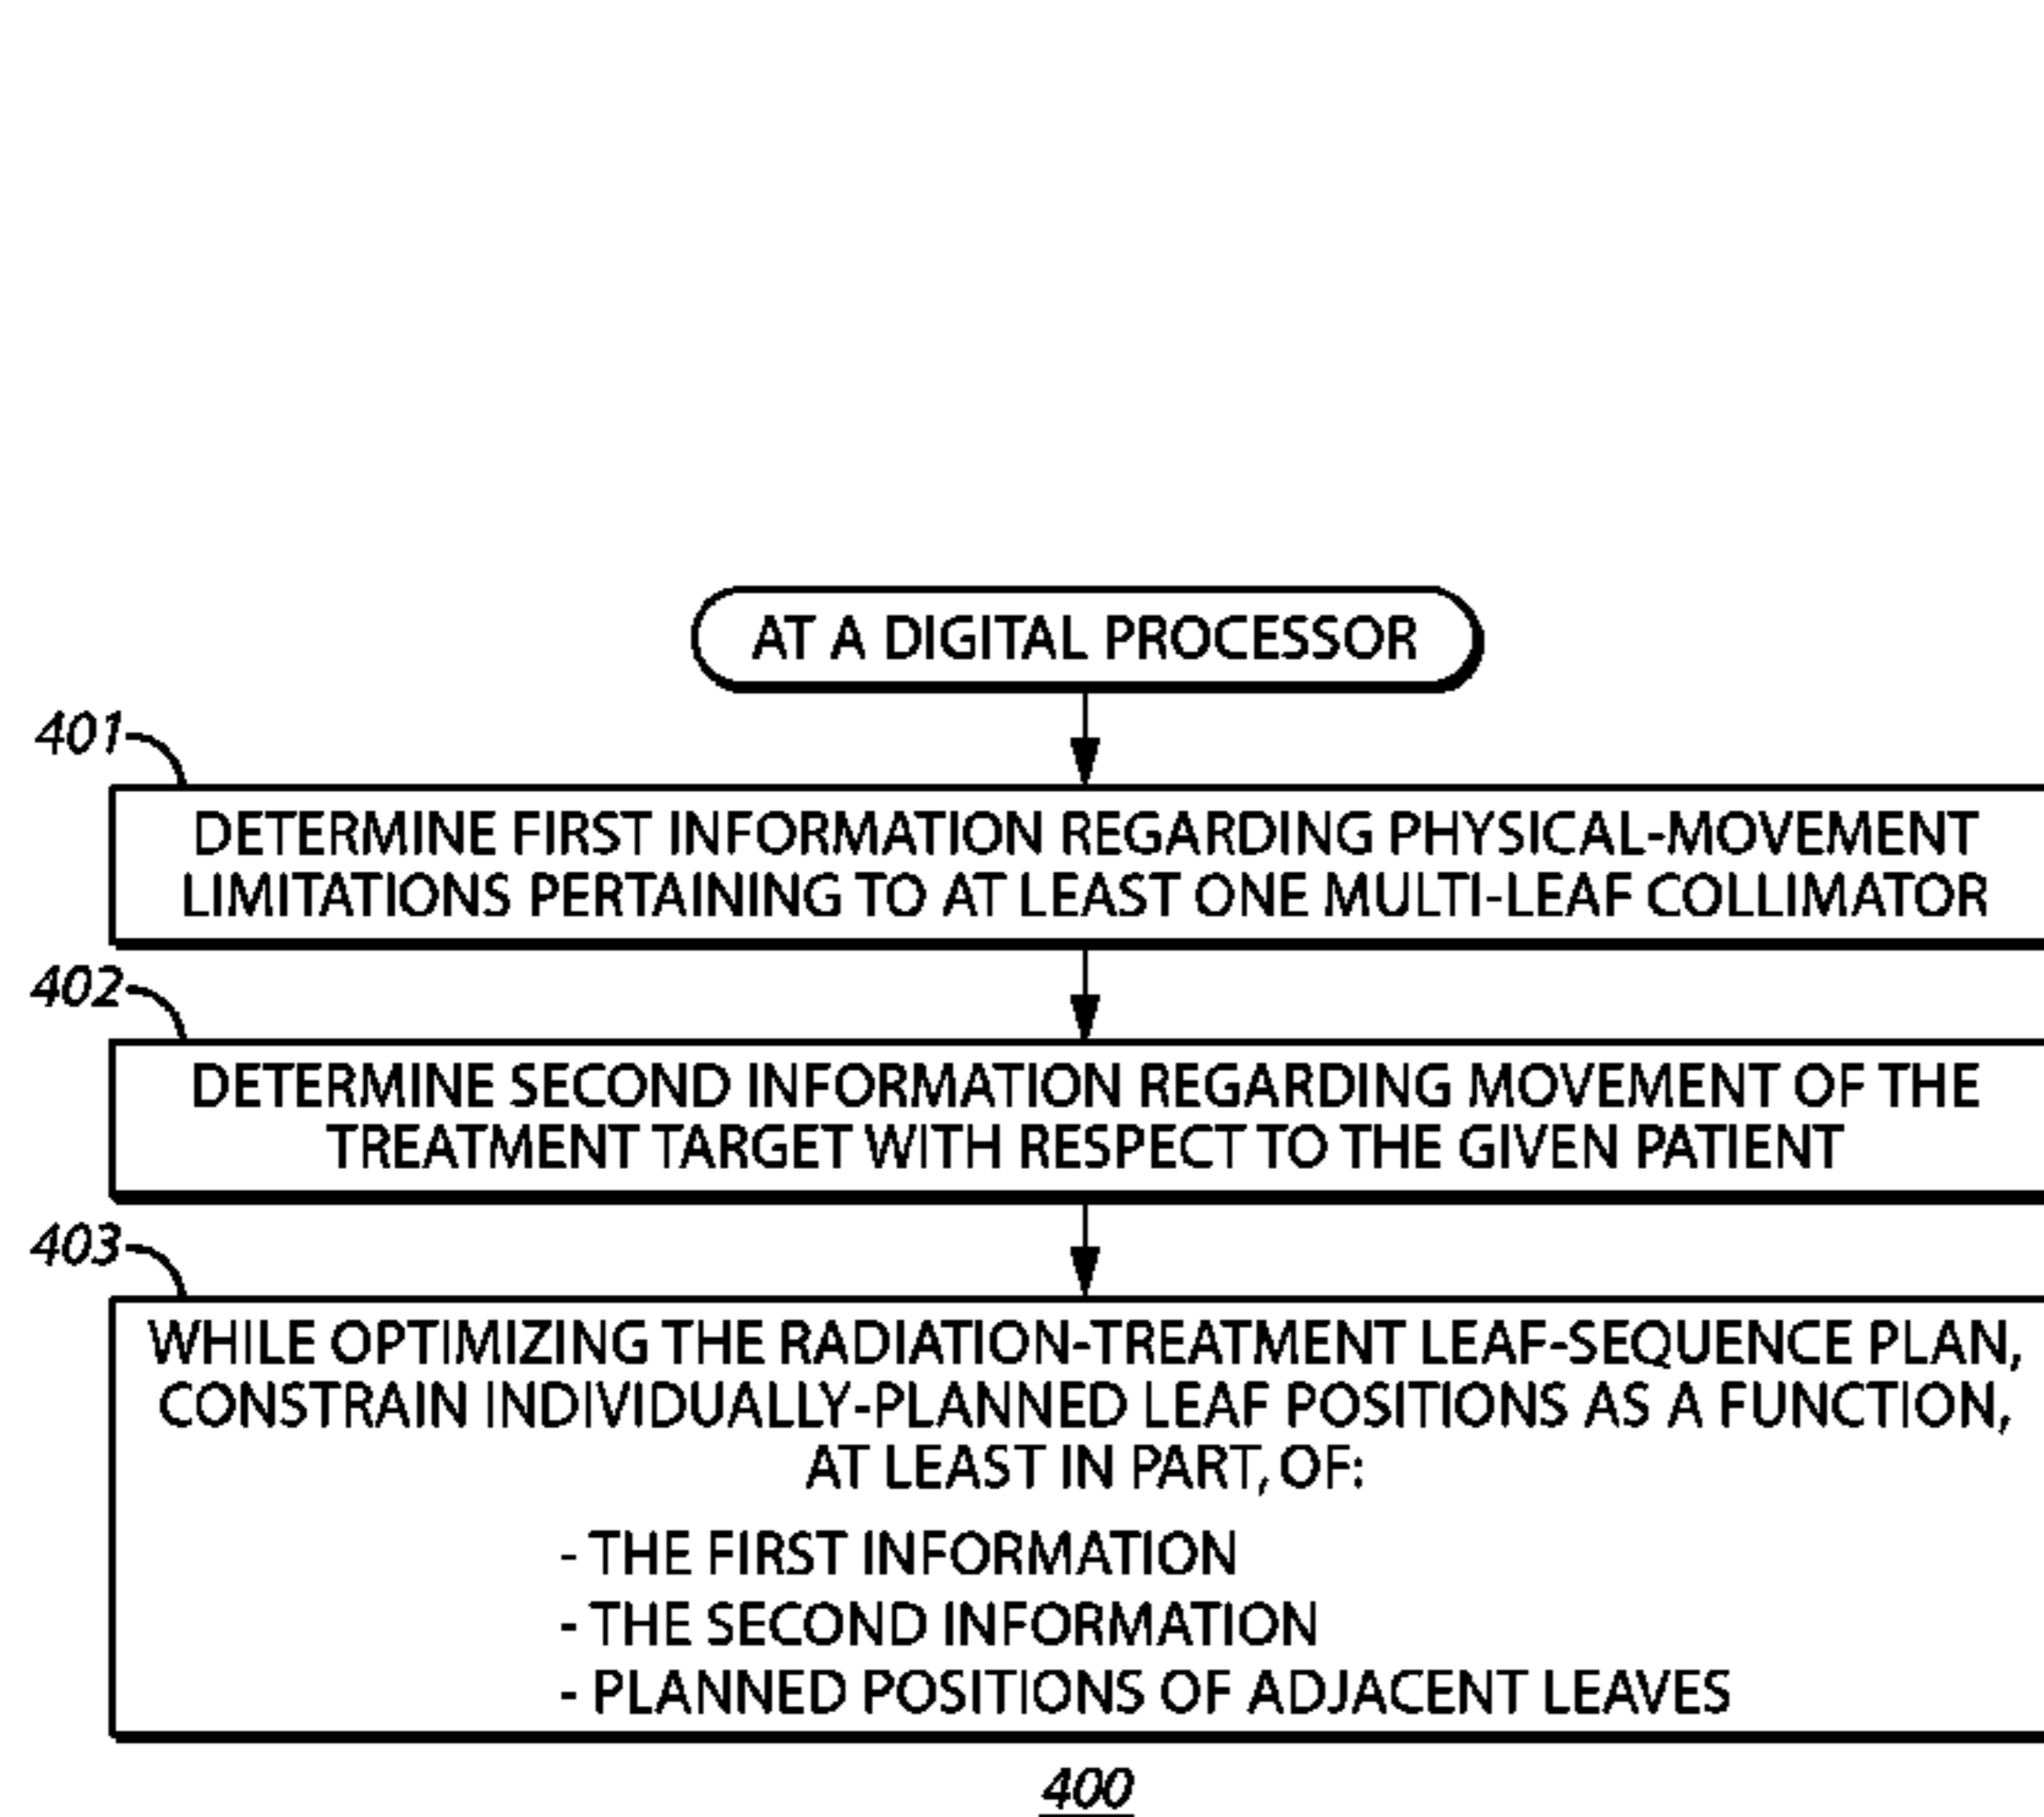 AT A DIGITAL PROCESSOR
401
DETERMINE FIRST INFORMATION REGARDING PHYSICAL-MOVEMENT
LIMITATIONS PERTAINING TO AT LEAST ONE MULTI-LEAF COLLIMATOR
402
DETERMINE SECOND INFORMATION REGARDING MOVEMENT OF THE
TREATMENT TARGET WITH RESPECT TO THE GIVEN PATIENT
403
WHILE OPTIMIZING THE RADIATION-TREATMENT LEAF-SEQUENCE PLAN,
CONSTRAIN INDIVIDUALLY-PLANNED LEAF POSITIONS AS A FUNCTION,
AT LEAST IN PART, OF:
- THE FIRST INFORMATION
- THE SECOND INFORMATION
- PLANNED POSITIONS OF ADJACENT LEAVES
400